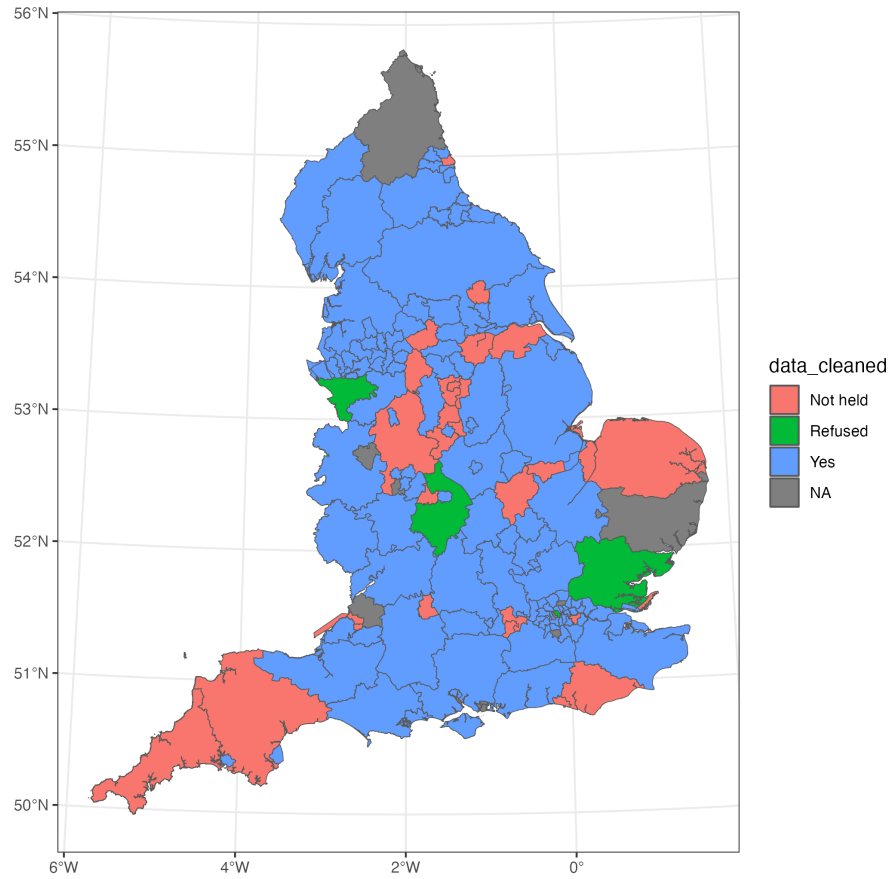 56°N
55°N
54°N
53°N
52°N
51°N
50°N
6°W 4°W 2°W 0°
data_cleaned
Not held
Refused
Yes
NA